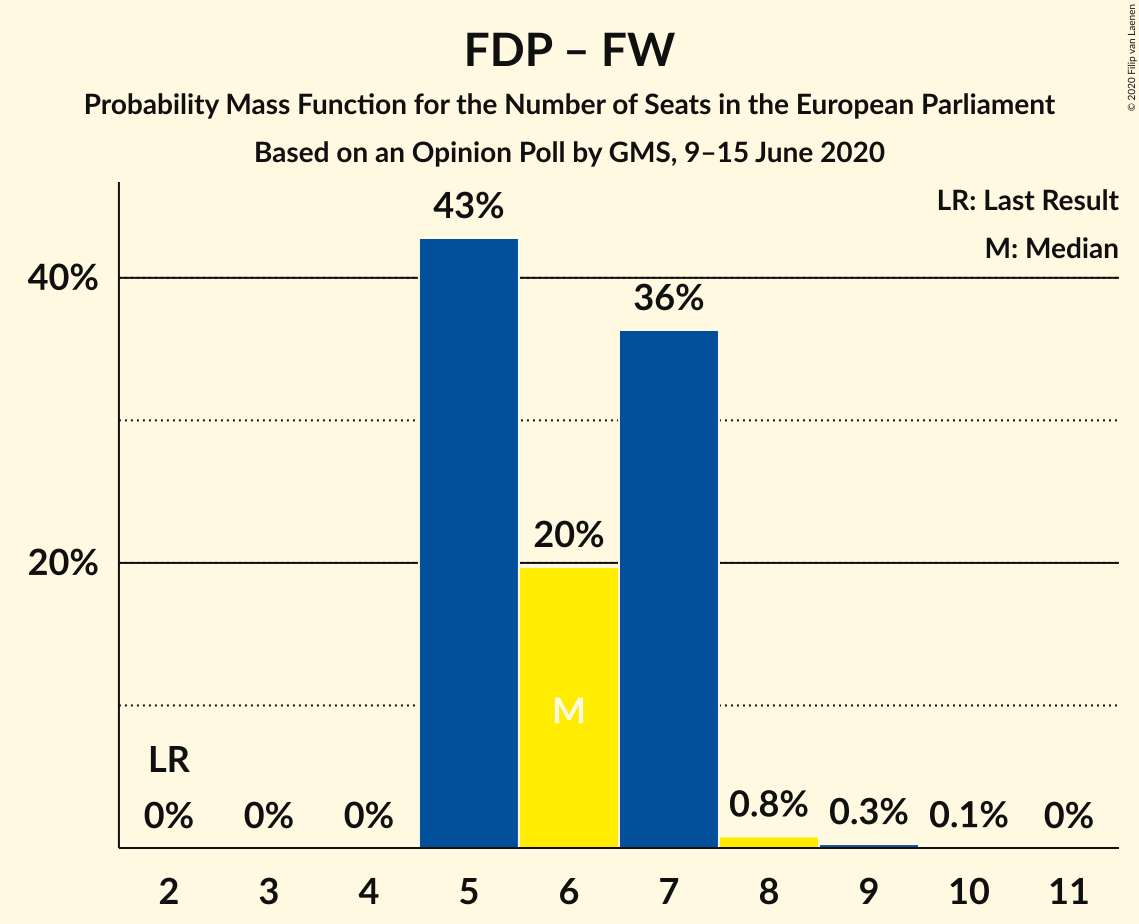 FDP – FW
Probability Mass Function for the Number of Seats in the European Parliament
Based on an Opinion Poll by GMS, 9–15 June 2020
© 2020 Filip van Laenen
LR: Last Result
M: Median
43%
40%
36%
20%
20%
M
LR
0% 0% 0% 0.8% 0.3% 0.1% 0%
2 3 4 5 6 7 8 9 10 11